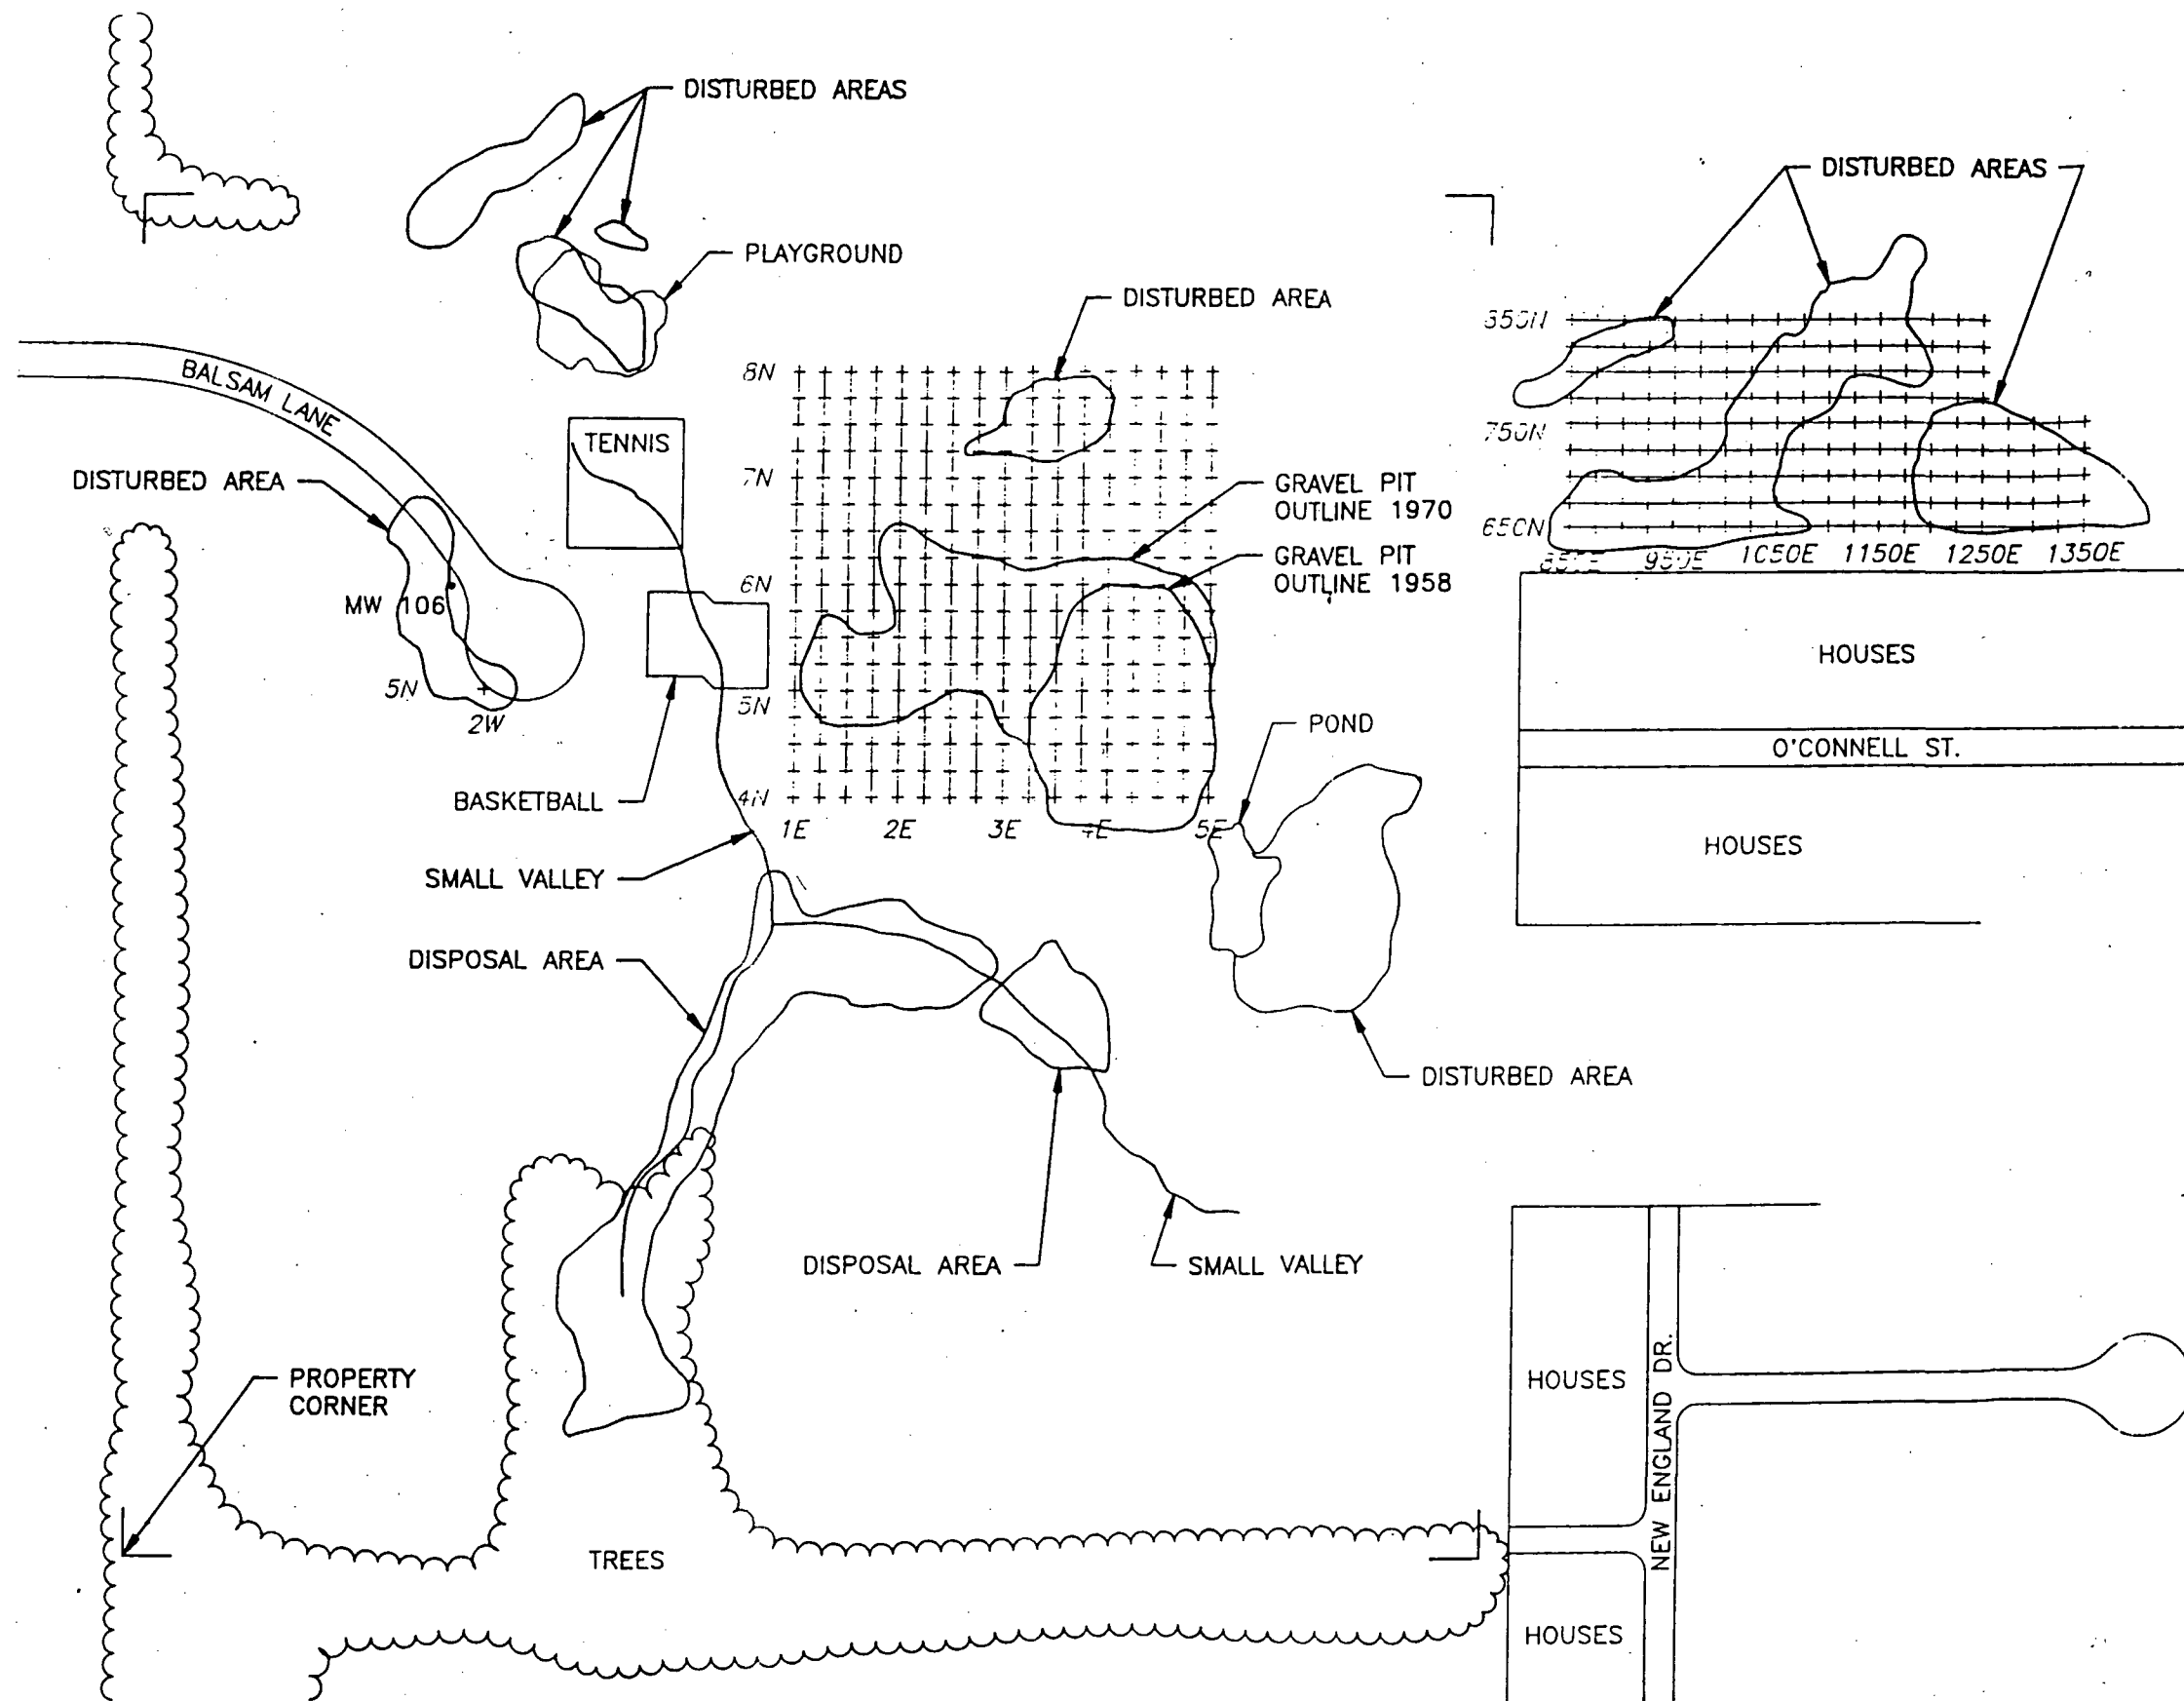 DISTURBED AREAS
DISTURBED AREAS
PLAYGROUND
DISTURBED AREA
BALSAM LANE
8N
TENNIS
750N
DISTURBED AREA
7N
GRAVEL PIT
OUTLINE 1970
650N
1050E 1150E 1250E 1350E
GRAVEL PIT
OUTLINE 1958
6N
MW 106
HOUSES
5N
2W
5N
POND
O'CONNELL ST.
BASKETBALL
4N
1E 2E 3E 4E 5E
HOUSES
SMALL VALLEY
DISPOSAL AREA
DISTURBED AREA
DISPOSAL AREA
SMALL VALLEY
PROPERTY
CORNER
HOUSES
NEW ENGLAND DR.
TREES
HOUSES